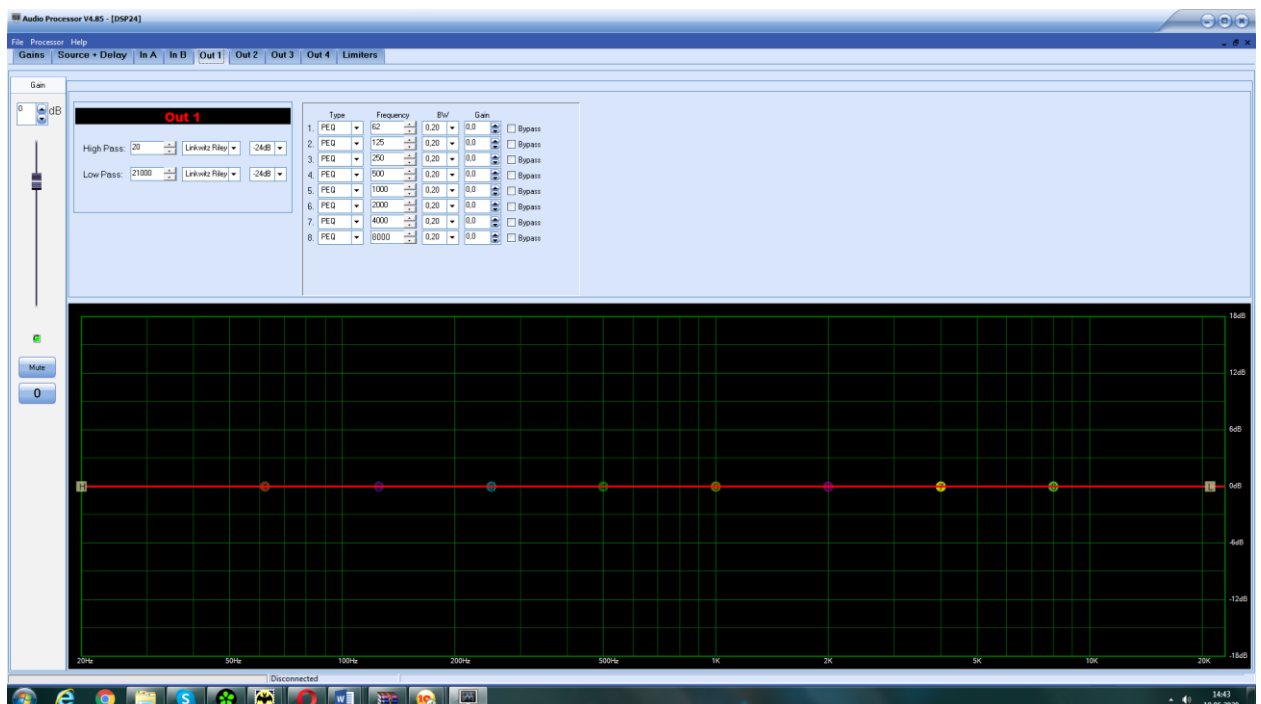 Audio Processor V4.85 - [DSP24]
File Processor Help
Gains Source + Delay In A In B Out 1 Out 2 Out 3 Out 4 Limiters
Gain
0 dB
Out 1
High Pass: 20 Linkwitz Riley -24dB
Low Pass: 21000 Linkwitz Riley -24dB
Type Frequency BW Gain
1. PEQ 62 0,20 0,0 Bypass
2. PEQ 125 0,20 0,0 Bypass
3. PEQ 250 0,20 0,0 Bypass
4. PEQ 500 0,20 0,0 Bypass
5. PEQ 1000 0,20 0,0 Bypass
6. PEQ 2000 0,20 0,0 Bypass
7. PEQ 4000 0,20 0,0 Bypass
8. PEQ 8000 0,20 0,0 Bypass
Mute
0
18dB
12dB
6dB
H L 0dB
-6dB
-12dB
-18dB
20Hz 50Hz 100Hz 200Hz 500Hz 1K 2K 5K 10K 20K
Disconnected
14:43